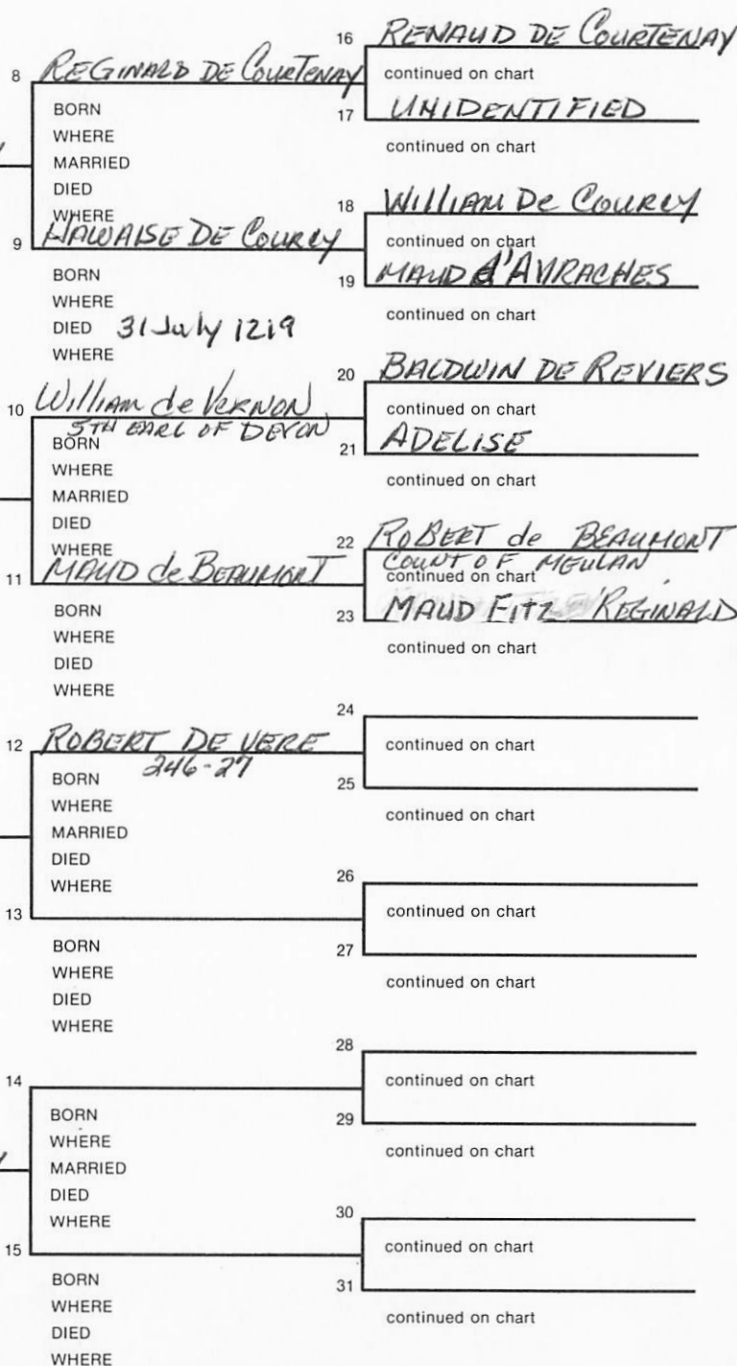 16 RENAUD DE COURTENAY
8 REGINALD DE COURTENAY
continued on chart
BORN
17 UNIDENTIFIED
WHERE
continued on chart
MARRIED
DIED
18 WILLIAM De COURCY
WHERE
9 HAWAISE DE COURCY
continued on chart
BORN
19 MAUD d'AVRACHES
WHERE
continued on chart
DIED 31 July 1219
WHERE
20 BALDWIN DE REVIERS
10 William de VERNON
continued on chart
5TH EARL OF DEVON
21 ADELISE
BORN
continued on chart
WHERE
MARRIED
DIED
22 ROBERT de BEAUMONT
WHERE
COUNT OF MEULAN
11 MAUD de BEAUMONT
continued on chart
BORN
23 MAUD FITZ REGINALD
WHERE
continued on chart
DIED
WHERE
24
12 ROBERT DE VERE
continued on chart
246-27
BORN
25
WHERE
continued on chart
MARRIED
DIED
26
WHERE
continued on chart
13
27
BORN
continued on chart
WHERE
DIED
WHERE
28
14
continued on chart
BORN
29
WHERE
continued on chart
MARRIED
DIED
30
WHERE
continued on chart
15
31
BORN
continued on chart
WHERE
DIED
WHERE